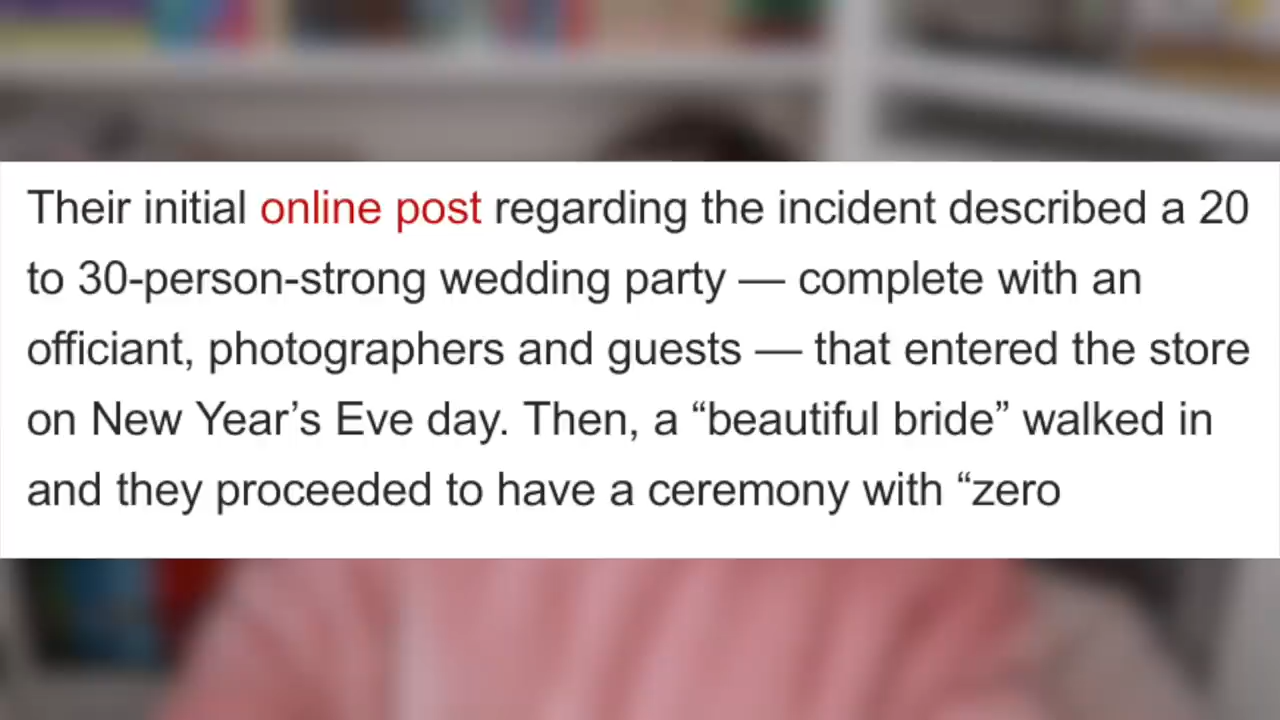 Their initial online post regarding the incident described a 20
to 30-person-strong wedding party — complete with an
officiant, photographers and guests — that entered the store
on New Year’s Eve day. Then, a “beautiful bride” walked in
and they proceeded to have a ceremony with “zero